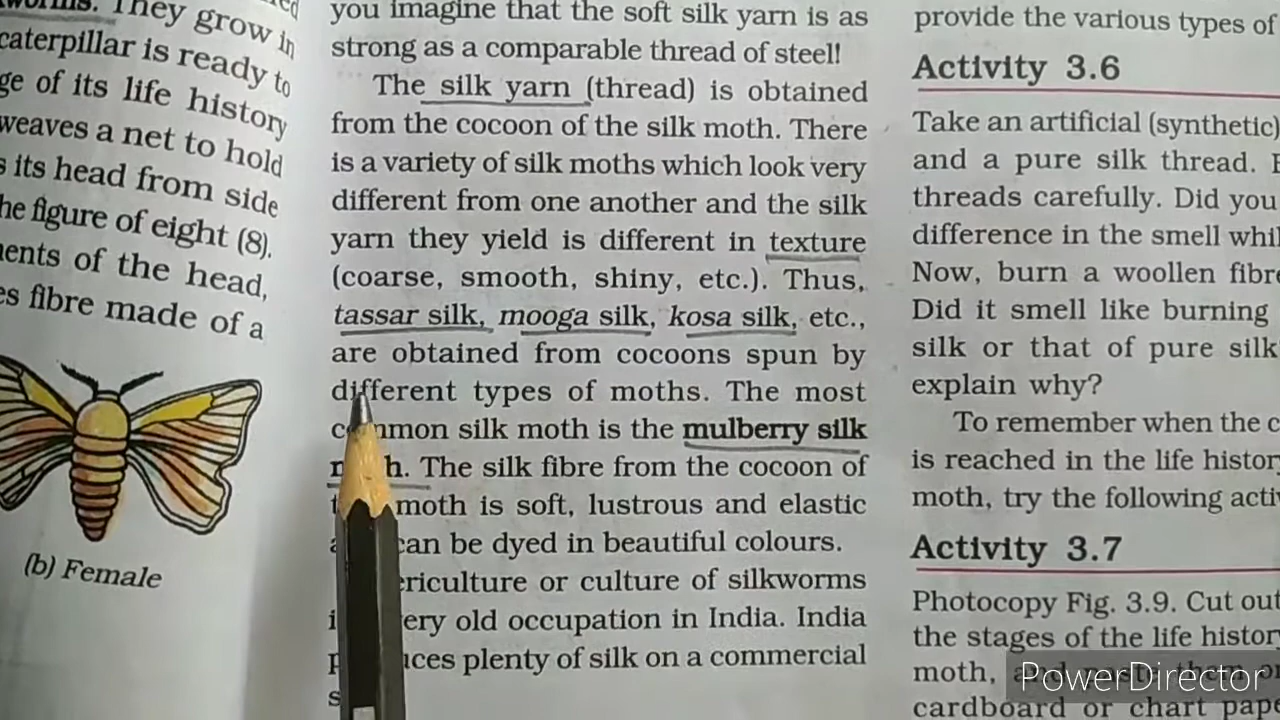 They grow in
caterpillar is ready to
ge of its life history
weaves a net to hold
s its head from side
he figure of eight (8).
ents of the head,
es fibre made of a
(b) Female
you imagine that the soft silk yarn is as
strong as a comparable thread of steel!
The silk yarn (thread) is obtained
from the cocoon of the silk moth. There
is a variety of silk moths which look very
different from one another and the silk
yarn they yield is different in texture
(coarse, smooth, shiny, etc.). Thus,
tassar silk, mooga silk, kosa silk, etc.,
are obtained from cocoons spun by
different types of moths. The most
common silk moth is the mulberry silk
The silk fibre from the cocoon of
moth is soft, lustrous and elastic
can be dyed in beautiful colours.
ericulture or culture of silkworms
ery old occupation in India. India
ces plenty of silk on a commercial
provide the various types of
Activity 3.6
Take an artificial (synthetic)
and a pure silk thread.
threads carefully. Did you
difference in the smell whil
Now, burn a woollen fibre
Did it smell like burning
silk or that of pure silk
explain why?
To remember when the c
is reached in the life histor
moth, try the following acti
Activity 3.7
Photocopy Fig. 3.9. Cut out
the stages of the life history
moth, and paste them on
cardboard or chart pape
PowerDirector